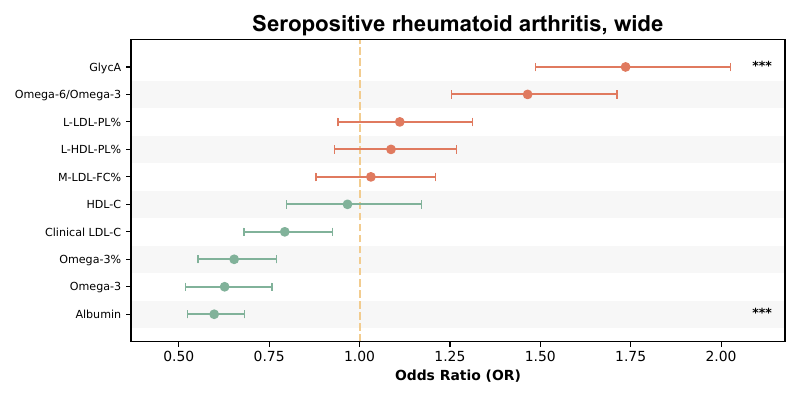 Seropositive rheumatoid arthritis, wide
GlycA ***
Omega-6/Omega-3
L-LDL-PL%
L-HDL-PL%
M-LDL-FC%
HDL-C
Clinical LDL-C
Omega-3%
Omega-3
Albumin ***
0.50 0.75 1.00 1.25 1.50 1.75 2.00
Odds Ratio (OR)